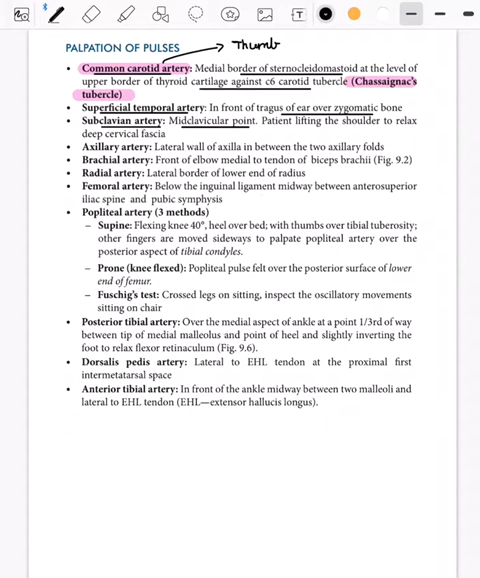 PALPATION OF PULSES
Thumb
• Common carotid artery: Medial border of sternocleidomastoid at the level of
upper border of thyroid cartilage against c6 carotid tubercle (Chassaignac's
tubercle)
• Superficial temporal artery: In front of tragus of ear over zygomatic bone
• Subclavian artery: Midclavicular point. Patient lifting the shoulder to relax
deep cervical fascia
• Axillary artery: Lateral wall of axilla in between the two axillary folds
• Brachial artery: Front of elbow medial to tendon of biceps brachii (Fig. 9.2)
• Radial artery: Lateral border of lower end of radius
• Femoral artery: Below the inguinal ligament midway between anterosuperior
iliac spine and pubic symphysis
• Popliteal artery (3 methods)
– Supine: Flexing knee 40°, heel over bed; with thumbs over tibial tuberosity;
other fingers are moved sideways to palpate popliteal artery over the
posterior aspect of tibial condyles.
– Prone (knee flexed): Popliteal pulse felt over the posterior surface of lower
end of femur.
– Fuschig's test: Crossed legs on sitting, inspect the oscillatory movements
sitting on chair
• Posterior tibial artery: Over the medial aspect of ankle at a point 1/3rd of way
between tip of medial malleolus and point of heel and slightly inverting the
foot to relax flexor retinaculum (Fig. 9.6).
• Dorsalis pedis artery: Lateral to EHL tendon at the proximal first
intermetatarsal space
• Anterior tibial artery: In front of the ankle midway between two malleoli and
lateral to EHL tendon (EHL—extensor hallucis longus).